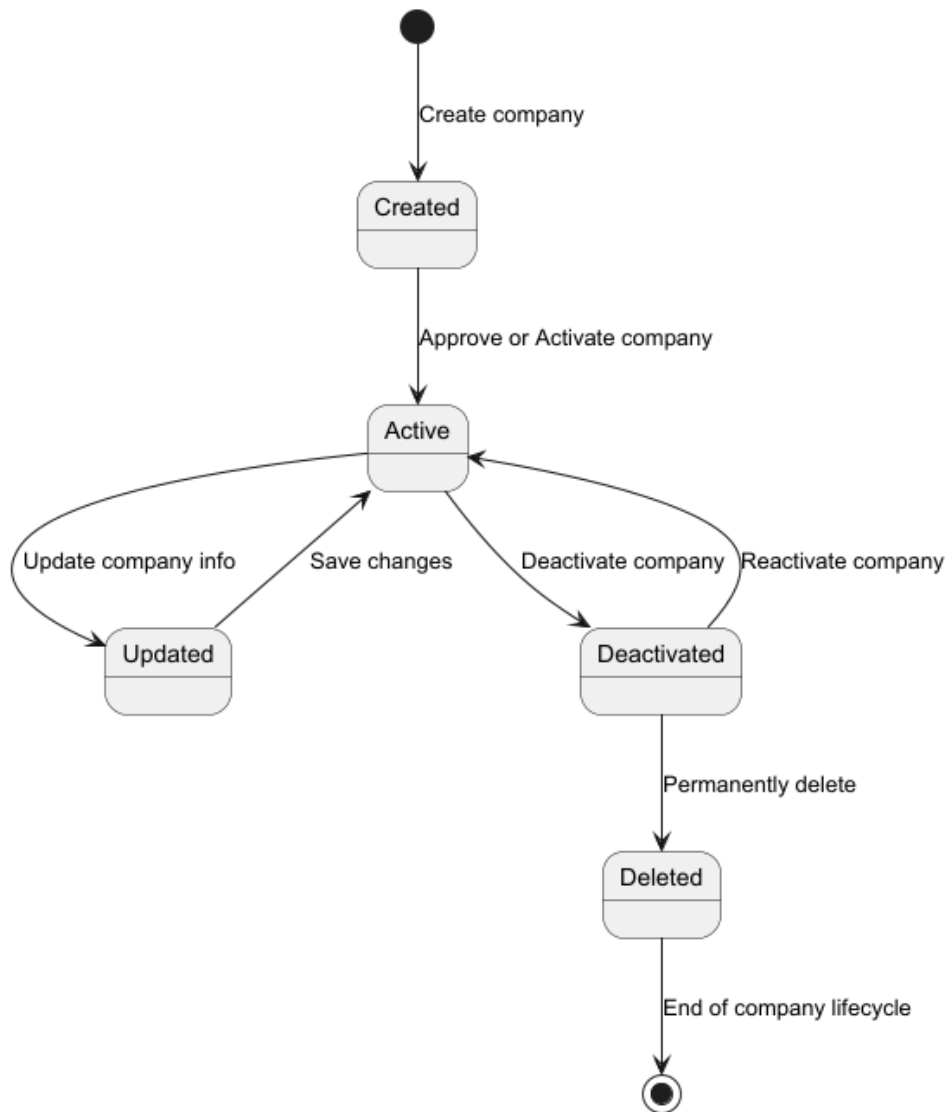 Create company
Created
Approve or Activate company
Active
Update company info
Save changes
Deactivate company
Reactivate company
Updated
Deactivated
Permanently delete
Deleted
End of company lifecycle